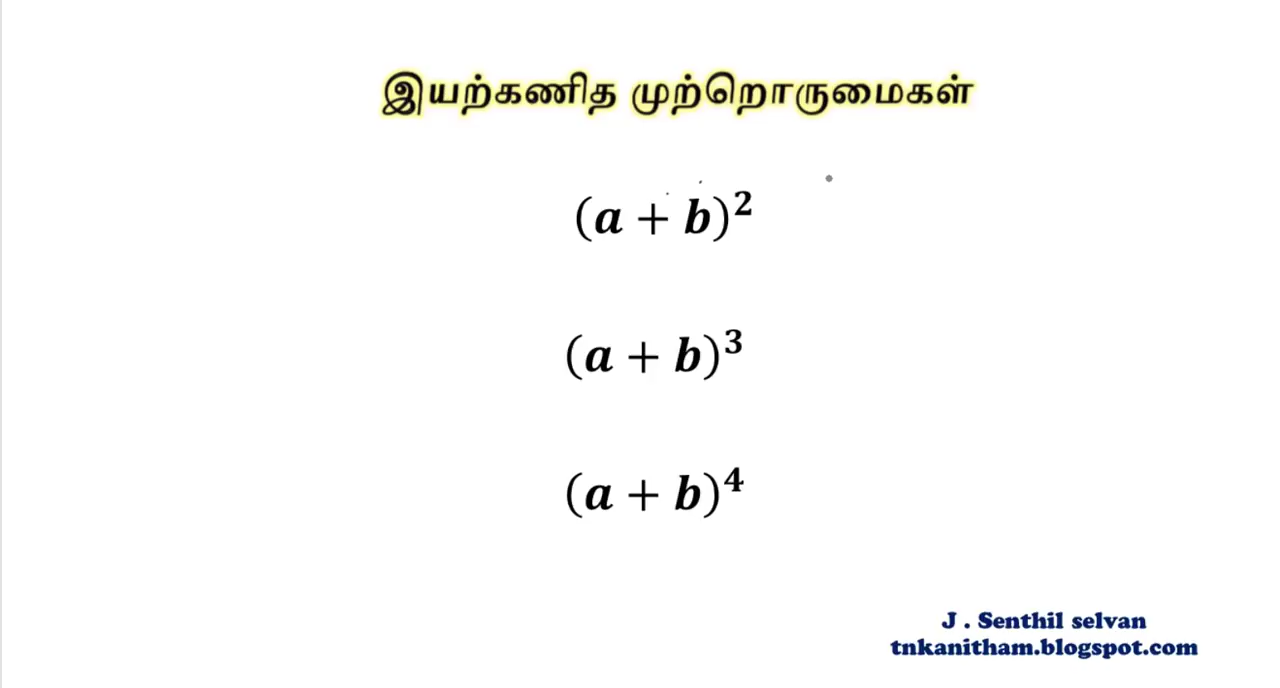 இயற்கணித முற்றொருமைகள்
(a + b)²
(a + b)³
(a + b)⁴
J . Senthil selvan
tnkanitham.blogspot.com